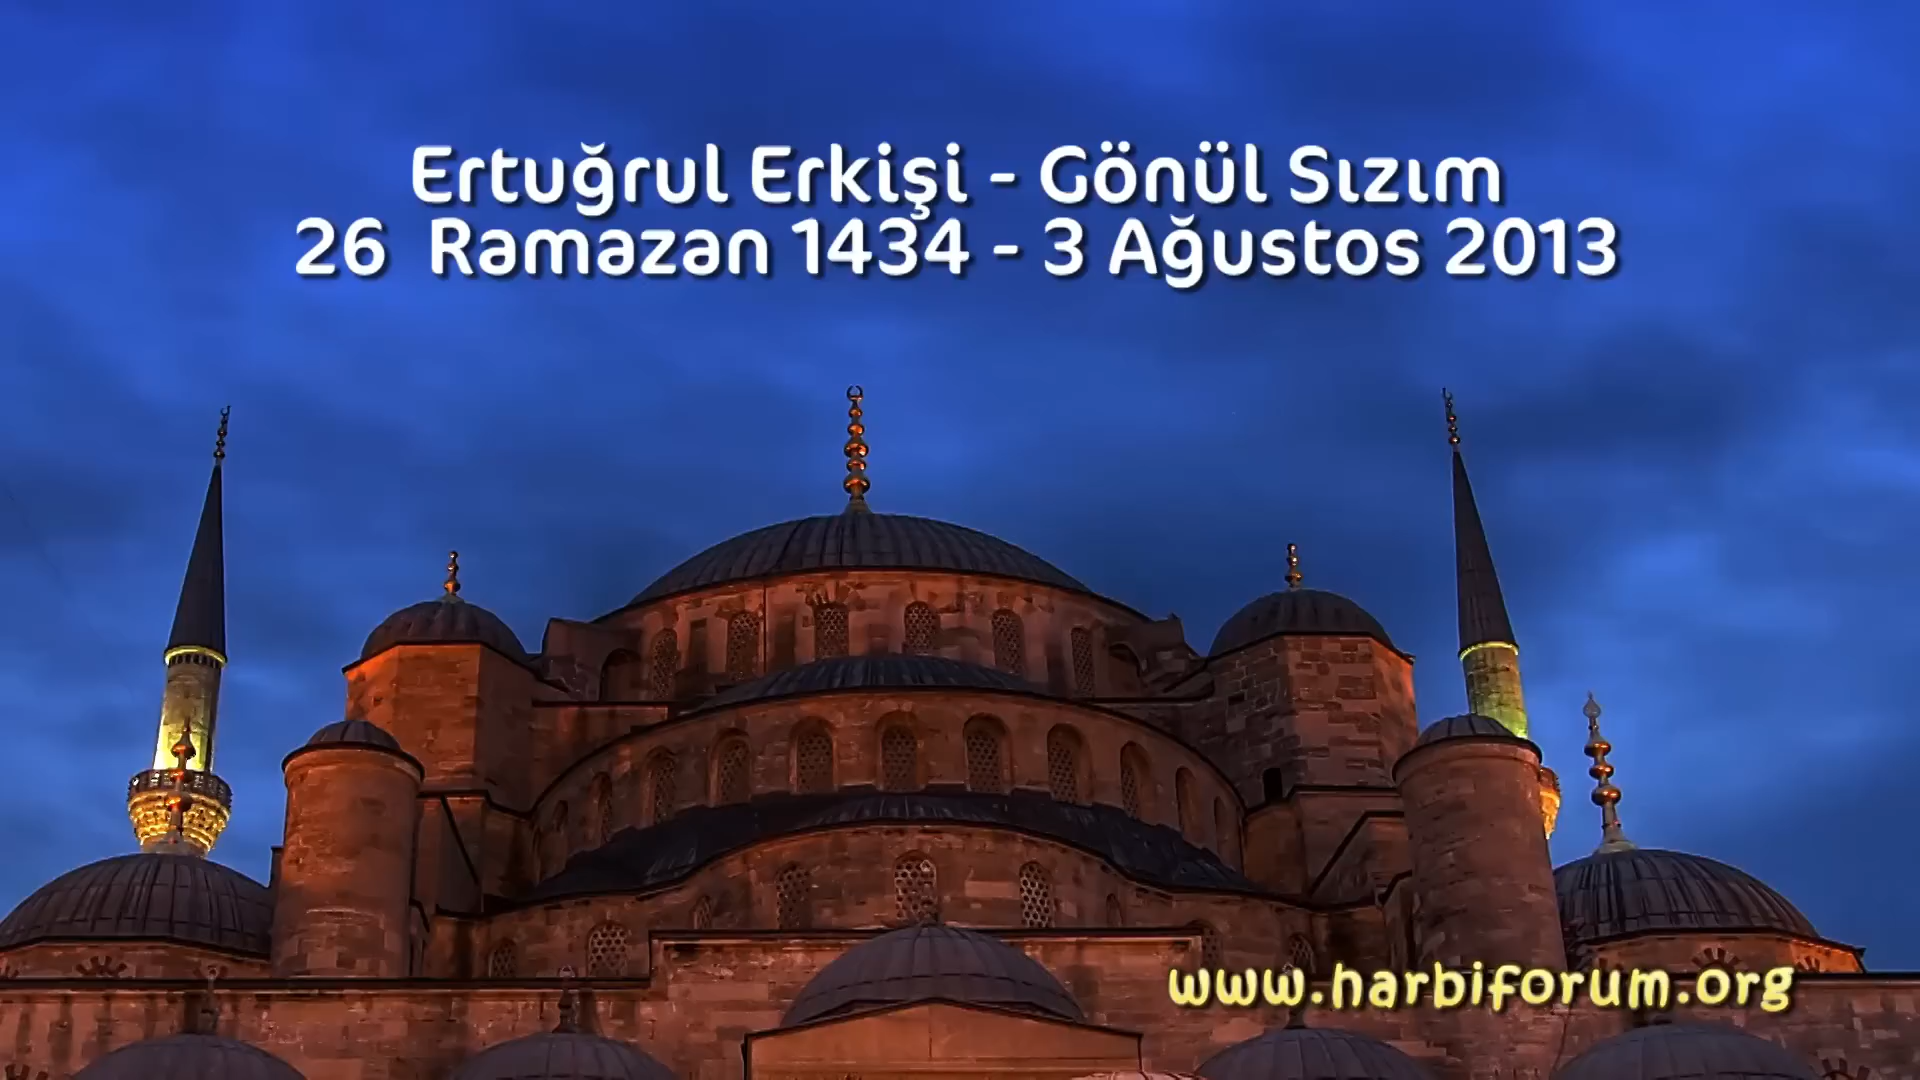 Ertuğrul Erkişi - Gönül Sızım
26 Ramazan 1434 - 3 Ağustos 2013
www.harbiforum.org